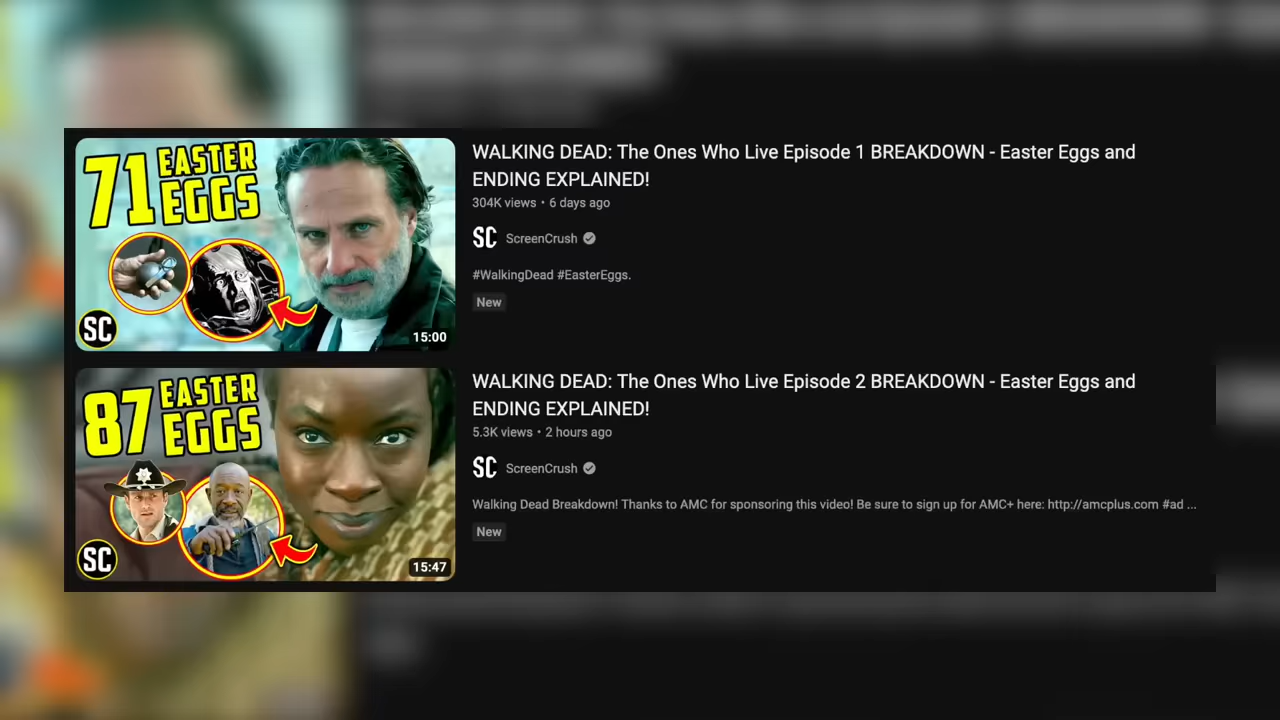 71 EASTER
EGGS
SC
15:00
WALKING DEAD: The Ones Who Live Episode 1 BREAKDOWN - Easter Eggs and
ENDING EXPLAINED!
304K views • 6 days ago
SC ScreenCrush
#WalkingDead #EasterEggs.
New
87 EASTER
EGGS
SC
15:47
WALKING DEAD: The Ones Who Live Episode 2 BREAKDOWN - Easter Eggs and
ENDING EXPLAINED!
5.3K views • 2 hours ago
SC ScreenCrush
Walking Dead Breakdown! Thanks to AMC for sponsoring this video! Be sure to sign up for AMC+ here: http://amcplus.com #ad ...
New